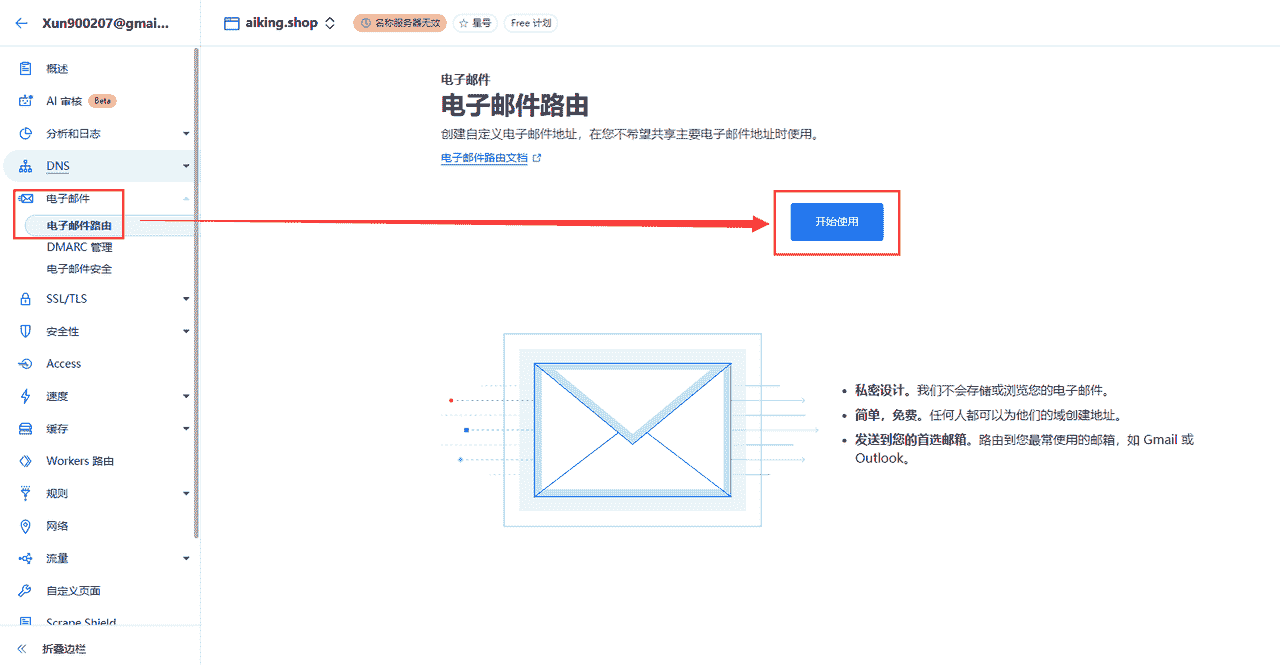 Xun900207@gmai...
aiking.shop
名称服务器无效
星号
Free 计划
概述
AI 审核 Beta
分析和日志
DNS
电子邮件
电子邮件路由
DMARC 管理
电子邮件安全
SSL/TLS
安全性
Access
速度
缓存
Workers 路由
规则
网络
流量
自定义页面
Scrape Shield
折叠边栏
电子邮件
电子邮件路由
创建自定义电子邮件地址，在您不希望共享主要电子邮件地址时使用。
电子邮件路由文档
开始使用
• 私密设计。我们不会存储或浏览您的电子邮件。
• 简单，免费。任何人都可以为他们的域创建地址。
• 发送到您的首选邮箱。路由到您最常使用的邮箱，如 Gmail 或
Outlook。